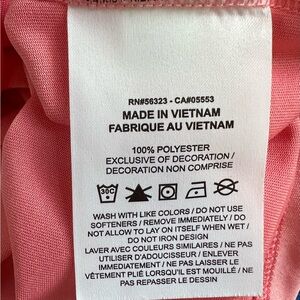 RN#56323 - CA#05553
MADE IN VIETNAM
FABRIQUE AU VIETNAM
100% POLYESTER
EXCLUSIVE OF DECORATION /
DECORATION NON COMPRISE
30C
WASH WITH LIKE COLORS / DO NOT USE
SOFTENERS / REMOVE IMMEDIATELY / DO
NOT ALLOW TO LAY ON ITSELF WHEN WET /
DO NOT IRON DESIGN
LAVER AVEC COULEURS SIMILAIRES / NE PAS
UTILISER D'ADOUCISSEUR / ENLEVER
IMMÉDIATEMENT / NE PAS LAISSER LE
VÊTEMENT PLIÉ LORSQU'IL EST MOUILLÉ / NE
PAS REPASSER LE DESSIN